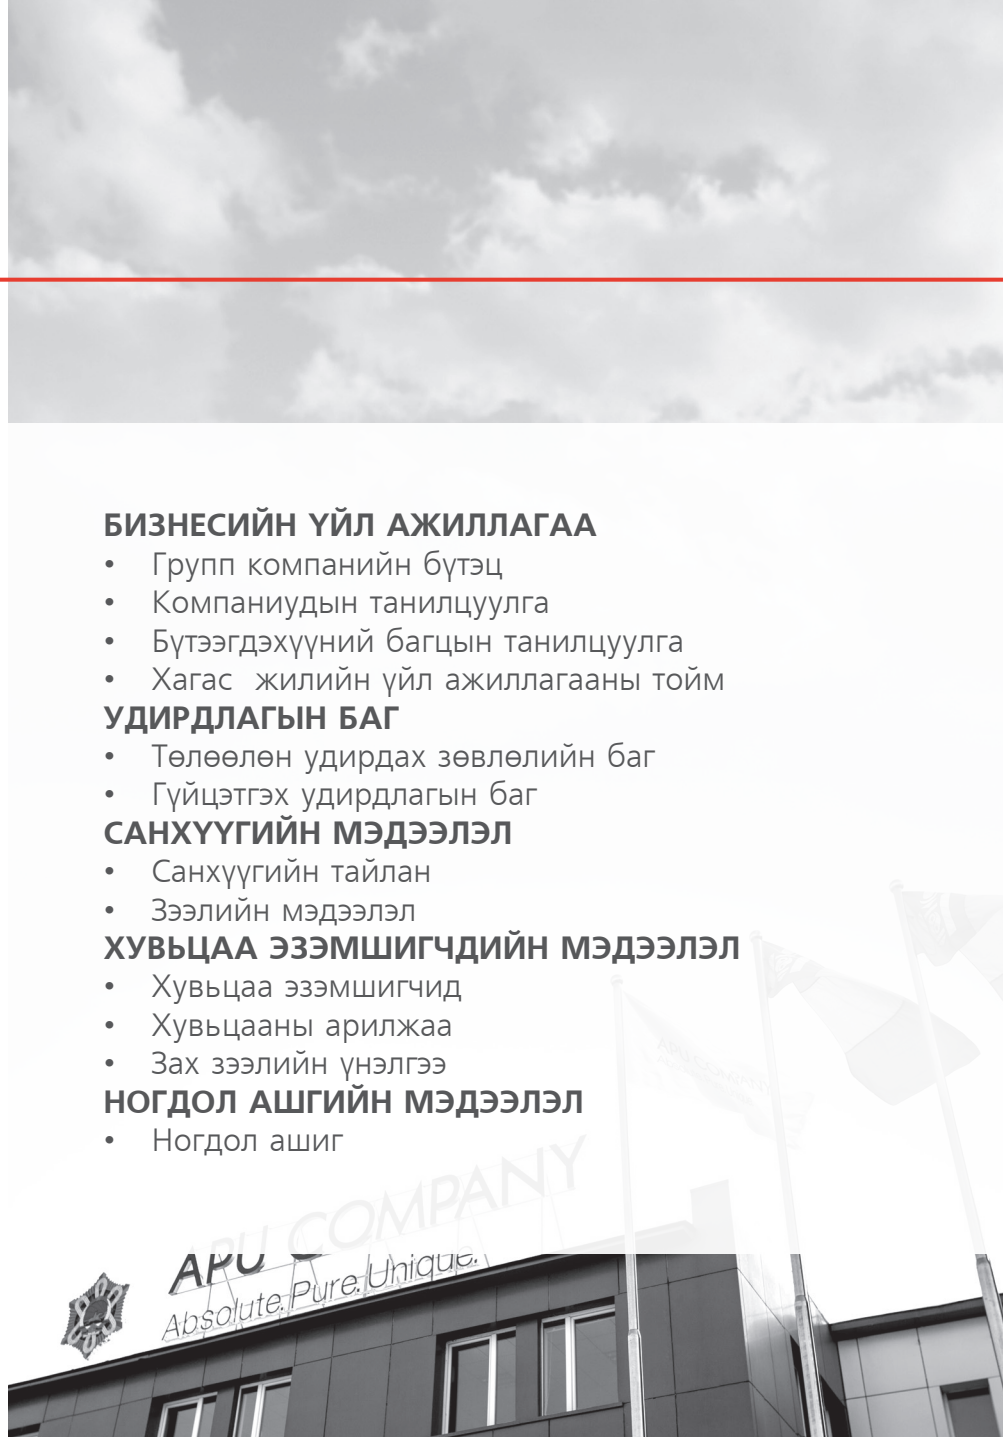 БИЗНЕСИЙН ҮЙЛ АЖИЛЛАГАА
• Групп компанийн бүтэц
• Компаниудын танилцуулга
• Бүтээгдэхүүний багцын танилцуулга
• Хагас жилийн үйл ажиллагааны тойм
УДИРДЛАГЫН БАГ
• Төлөөлөн удирдах зөвлөлийн баг
• Гүйцэтгэх удирдлагын баг
САНХҮҮГИЙН МЭДЭЭЛЭЛ
• Санхүүгийн тайлан
• Зээлийн мэдээлэл
ХУВЬЦАА ЭЗЭМШИГЧДИЙН МЭДЭЭЛЭЛ
• Хувьцаа эзэмшигчид
• Хувьцааны арилжаа
• Зах зээлийн үнэлгээ
НОГДОЛ АШГИЙН МЭДЭЭЛЭЛ
• Ногдол ашиг
APU COMPANY
APU COMPANY
Absolute. Pure. Unique.